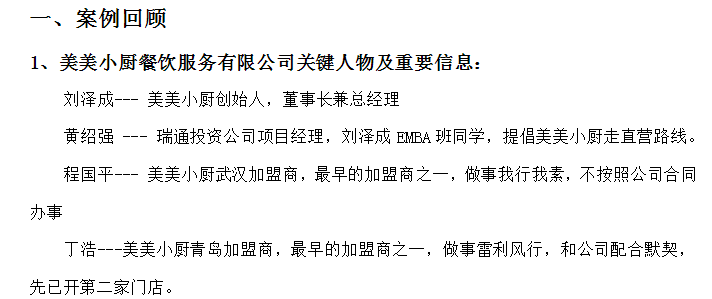 一、案例回顾
1、美美小厨餐饮服务有限公司关键人物及重要信息：
刘泽成--- 美美小厨创始人，董事长兼总经理
黄绍强 --- 瑞通投资公司项目经理，刘泽成 EMBA 班同学，提倡美美小厨走直营路线。
程国平--- 美美小厨武汉加盟商，最早的加盟商之一，做事我行我素，不按照公司合同
办事
丁浩---美美小厨青岛加盟商，最早的加盟商之一，做事雷利风行，和公司配合默契，
先已开第二家门店。